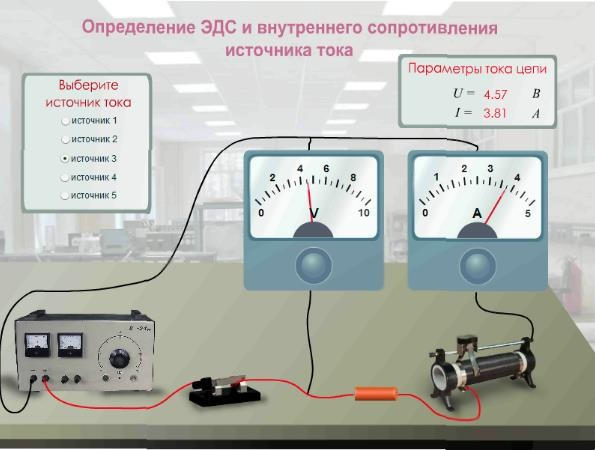 Определение ЭДС и внутреннего сопротивления
источника тока
Выберите
источник тока
источник 1
источник 2
источник 3
источник 4
источник 5
Параметры тока цепи
U = 4.57 В
I = 3.81 А
0 2 4 6 8 10
V
0 1 2 3 4 5
A